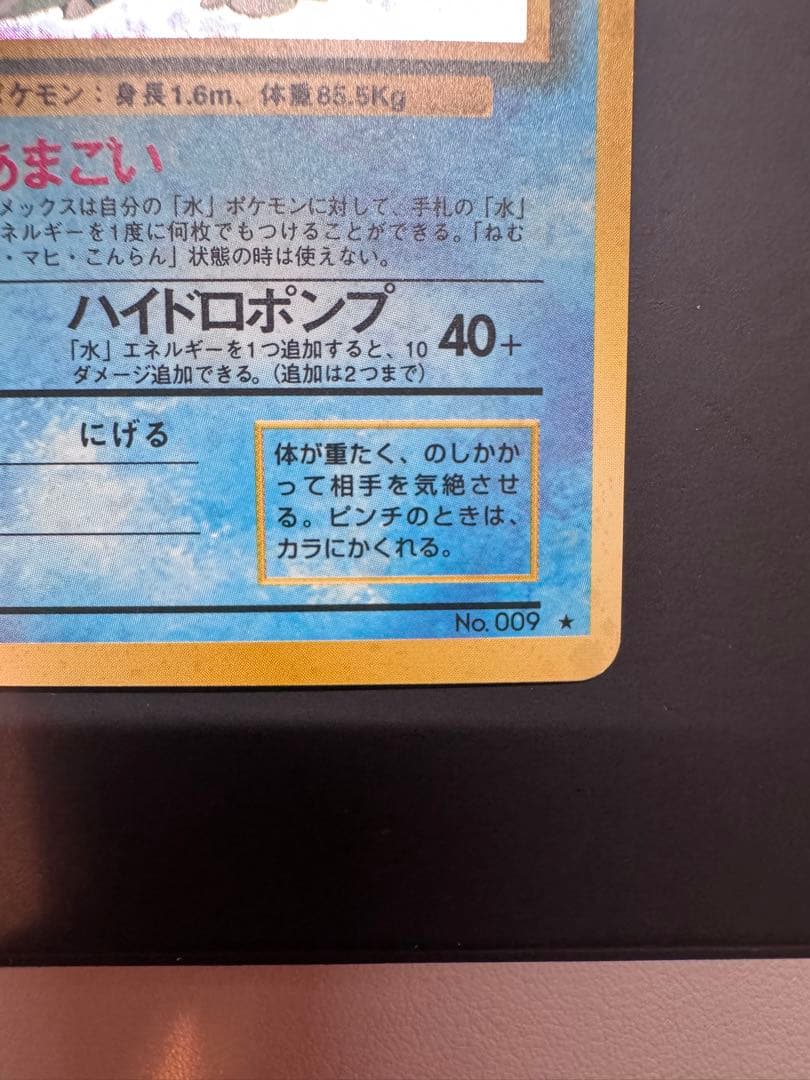 ポケモン：身長1.6m、体重85.5Kg
あまごい
メックスは自分の「水」ポケモンに対して、手札の「水」
ネルギーを1度に何枚でもつけることができる。「ねむ
・マヒ・こんらん」状態の時は使えない。
ハイドロポンプ 40+
「水」エネルギーを1つ追加すると、10
ダメージ追加できる。（追加は2つまで）
にげる
体が重たく、のしかか
って相手を気絶させ
る。ピンチのときは、
カラにかくれる。
No. 009 ★